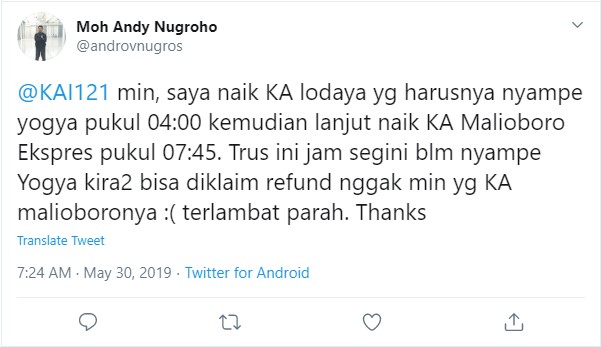 Moh Andy Nugroho
@androvnugros
@KAI121 min, saya naik KA lodaya yg harusnya nyampe
yogya pukul 04:00 kemudian lanjut naik KA Malioboro
Ekspres pukul 07:45. Trus ini jam segini blm nyampe
Yogya kira2 bisa diklaim refund nggak min yg KA
malioboronya :( terlambat parah. Thanks
Translate Tweet
7:24 AM · May 30, 2019 · Twitter for Android